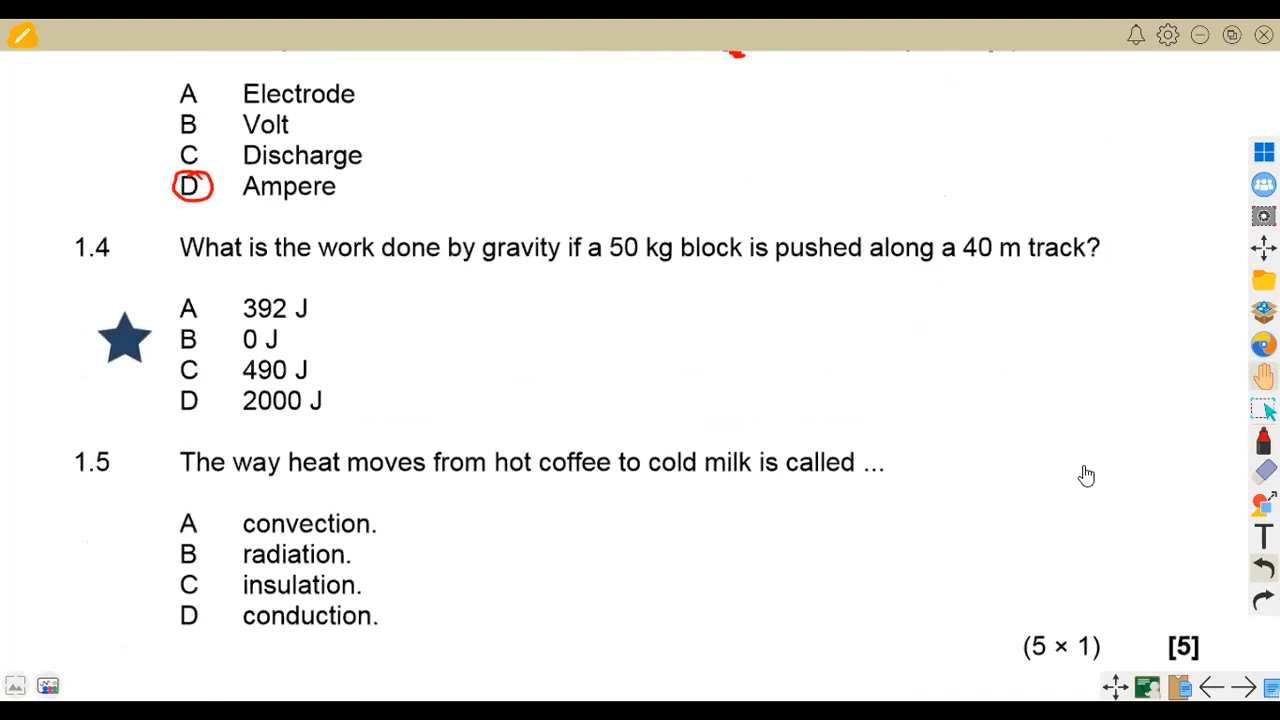 A Electrode
B Volt
C Discharge
D Ampere
1.4 What is the work done by gravity if a 50 kg block is pushed along a 40 m track?
A 392 J
B 0 J
C 490 J
D 2000 J
1.5 The way heat moves from hot coffee to cold milk is called ...
A convection.
B radiation.
C insulation.
D conduction.
(5 × 1) [5]